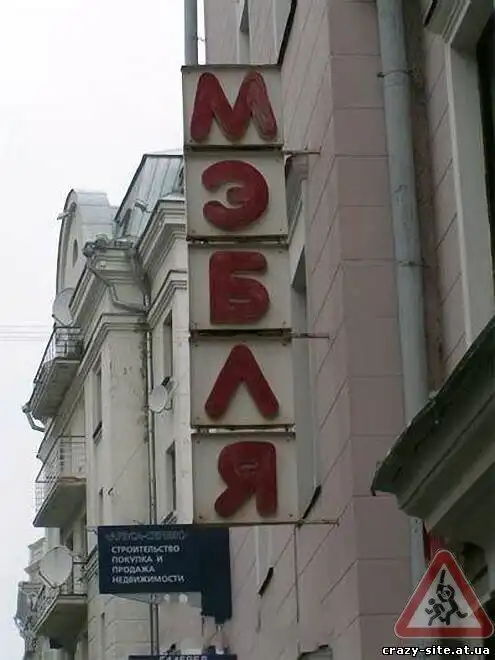 МЭБЛЯ
СТРОИТЕЛЬСТВО
ПОКУПКА И
ПРОДАЖА
НЕДВИЖИМОСТИ
crazy-site.at.ua